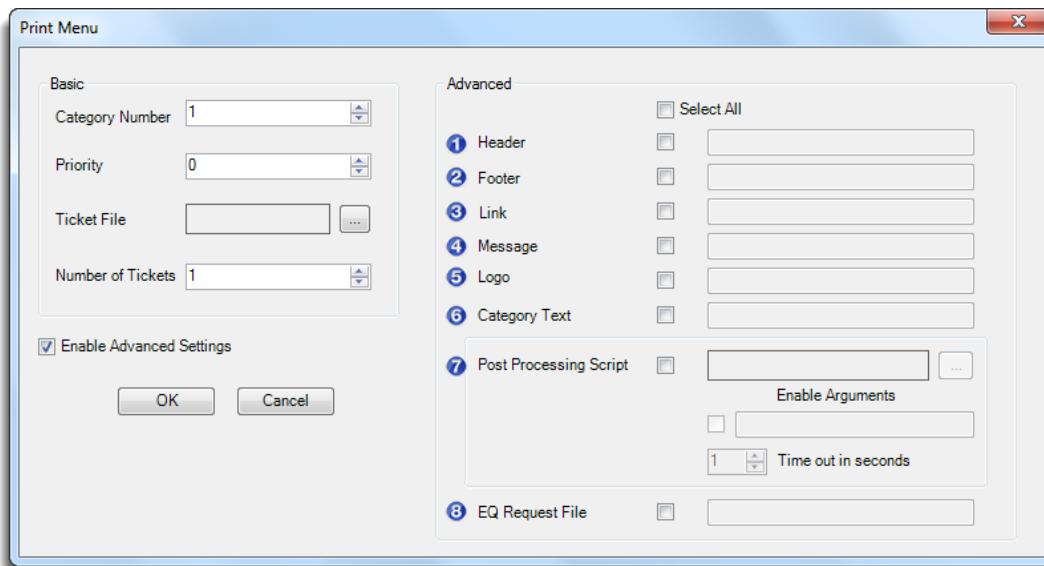 Print Menu
Basic
Category Number 1
Priority 0
Ticket File ...
Number of Tickets 1
Enable Advanced Settings
OK Cancel
Advanced
Select All
1 Header
2 Footer
3 Link
4 Message
5 Logo
6 Category Text
7 Post Processing Script ...
Enable Arguments
1 Time out in seconds
8 EQ Request File